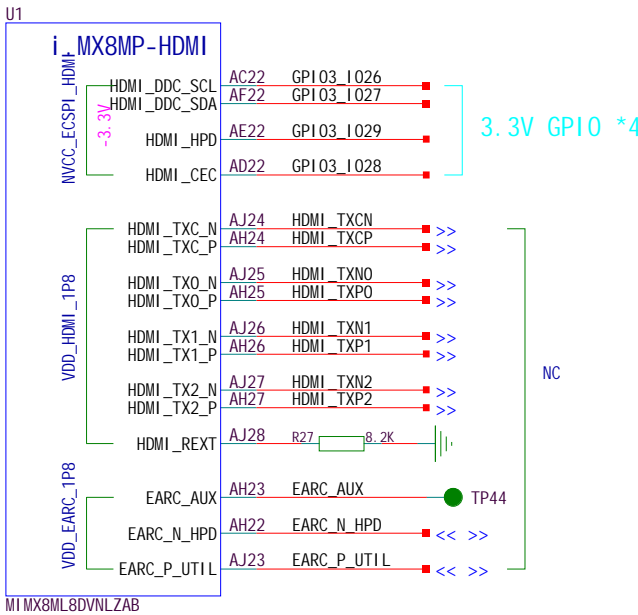 U1
i_MX8MP-HDMI
NVCC_ECSPI_HDMI
-3.3V
HDMI_DDC_SCL AC22 GPIO3_IO26
HDMI_DDC_SDA AF22 GPIO3_IO27
HDMI_HPD AE22 GPIO3_IO29
HDMI_CEC AD22 GPIO3_IO28
3.3V GPIO *4
VDD_HDMI_1P8
HDMI_TXC_N AJ24 HDMI_TXCN >>
HDMI_TXC_P AH24 HDMI_TXCP >>
HDMI_TX0_N AJ25 HDMI_TXN0 >>
HDMI_TX0_P AH25 HDMI_TXP0 >>
HDMI_TX1_N AJ26 HDMI_TXN1 >>
HDMI_TX1_P AH26 HDMI_TXP1 >>
HDMI_TX2_N AJ27 HDMI_TXN2 >>
HDMI_TX2_P AH27 HDMI_TXP2 >>
HDMI_REXT AJ28 R27 8.2K
NC
VDD_EARC_1P8
EARC_AUX AH23 EARC_AUX TP44
EARC_N_HPD AH22 EARC_N_HPD << >>
EARC_P_UTIL AJ23 EARC_P_UTIL << >>
MIMX8ML8DVNLZAB